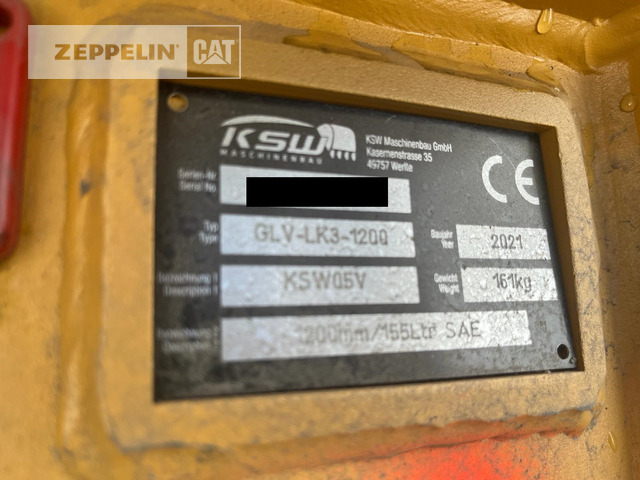 ZEPPELIN CAT
KSW
MASCHINENBAU
KSW Maschinenbau GmbH
Kasernenstrasse 35
49757 Werlte
CE
Serien-Nr
Serial No
Typ
Type
GLV-LK3-1200
Baujahr
Year
2021
Bezeichnung 1
Description 1
KSW05V
Gewicht
Weight
161kg
Bezeichnung 2
Description 2
1200mm/155Ltr SAE